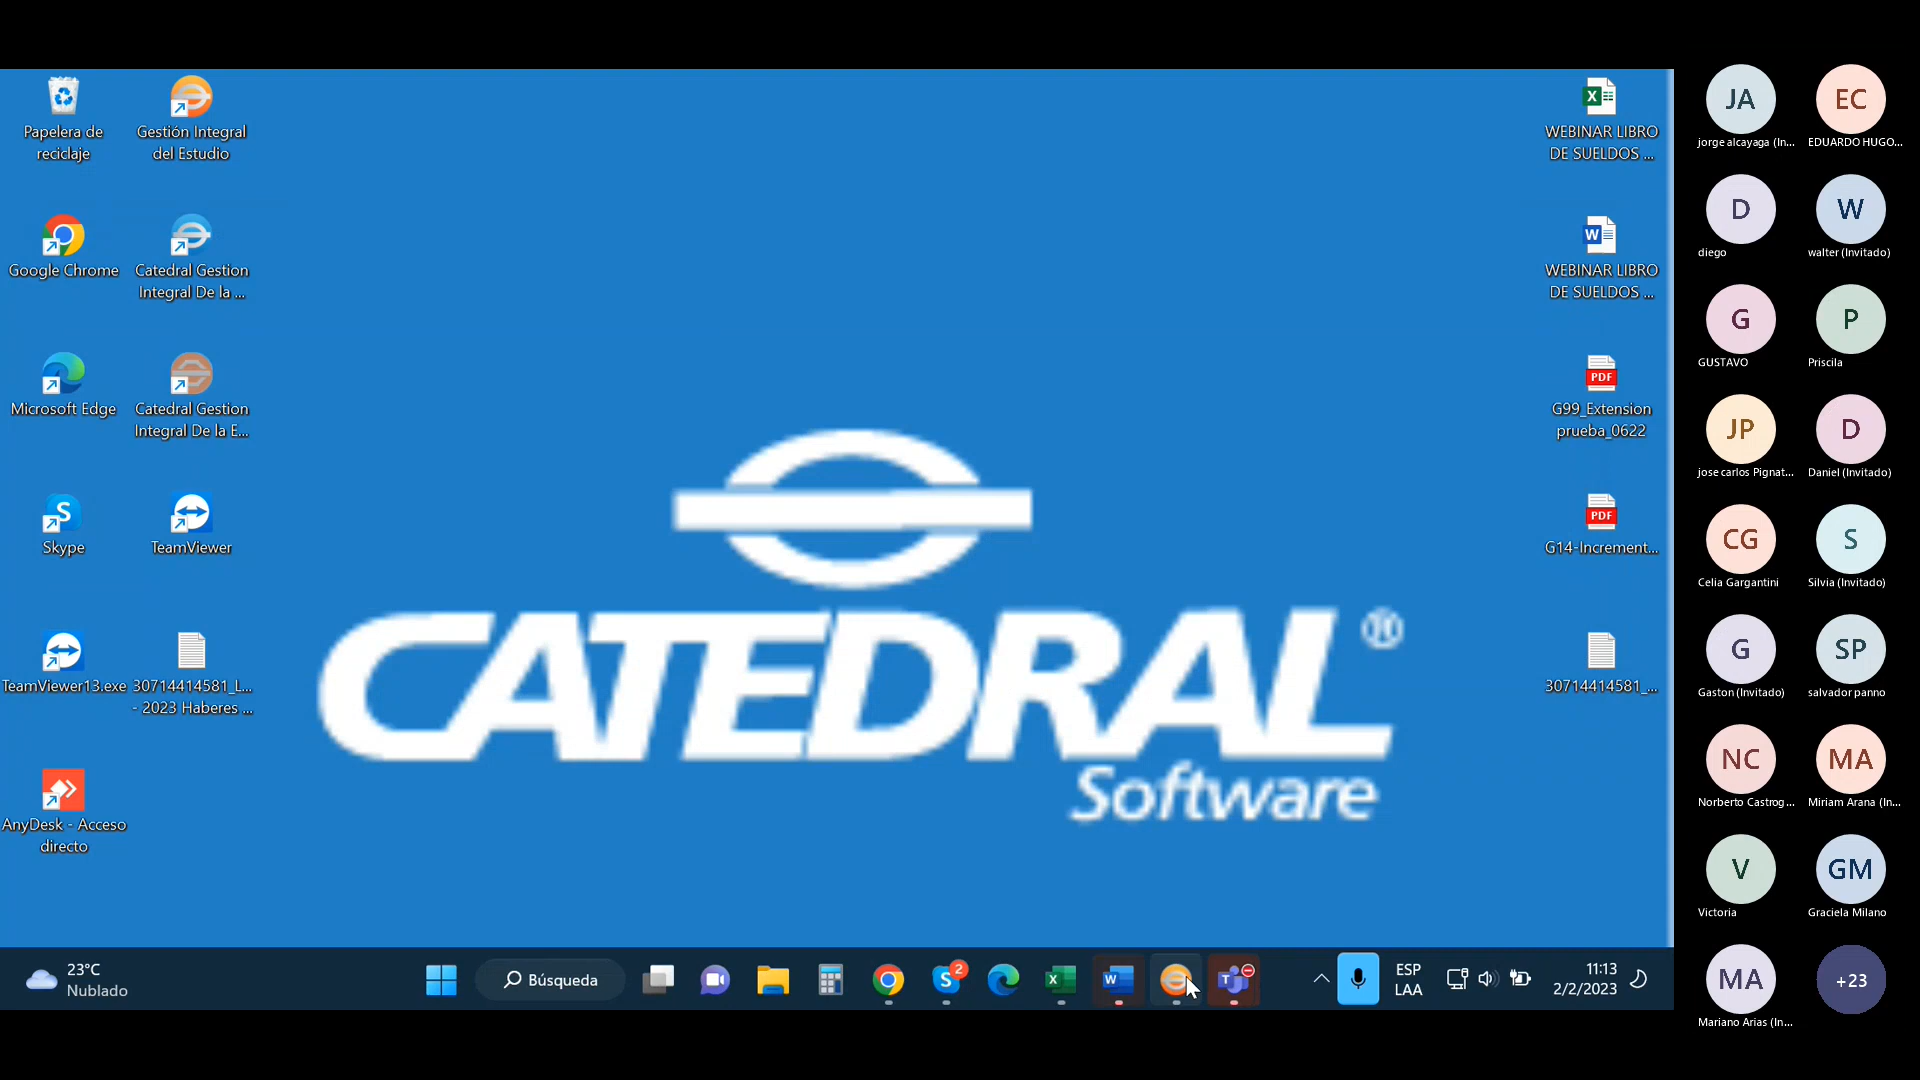 Papelera de
reciclaje
Gestión Integral
del Estudio
WEBINAR LIBRO
DE SUELDOS ...
Google Chrome
Catedral Gestion
Integral De la ...
WEBINAR LIBRO
DE SUELDOS ...
Microsoft Edge
Catedral Gestion
Integral De la E...
PDF
G99_Extension
prueba_0622
Skype
TeamViewer
PDF
G14-Increment...
TeamViewer13.exe
30714414581_L...
- 2023 Haberes ...
30714414581_...
AnyDesk - Acceso
directo
CATEDRAL®
Software
23°C
Nublado
Búsqueda
2
ESP
LAA
11:13
2/2/2023
JA
jorge alcayaga (In...
EC
EDUARDO HUGO...
D
diego
W
walter (Invitado)
G
GUSTAVO
P
Priscila
JP
jose carlos Pignat...
D
Daniel (Invitado)
CG
Celia Gargantini
S
Silvia (Invitado)
G
Gaston (Invitado)
SP
salvador panno
NC
Norberto Castrog...
MA
Miriam Arana (In...
V
Victoria
GM
Graciela Milano
MA
Mariano Arias (In...
+23